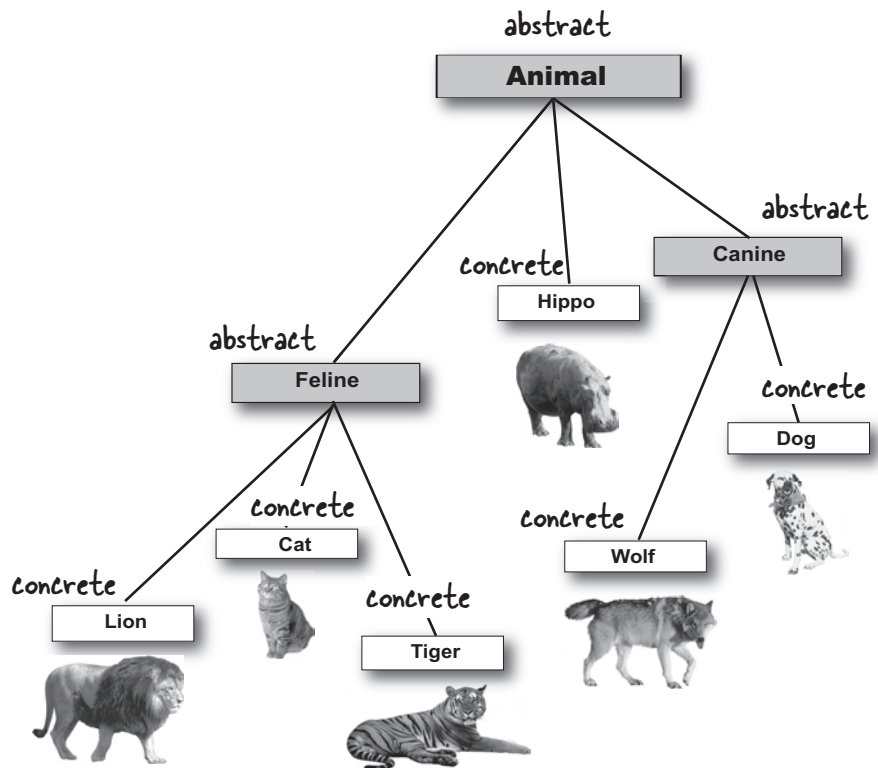 abstract
Animal
abstract
Canine
concrete
Hippo
abstract
Feline
concrete
Dog
concrete
Cat
concrete
Wolf
concrete
Lion
concrete
Tiger